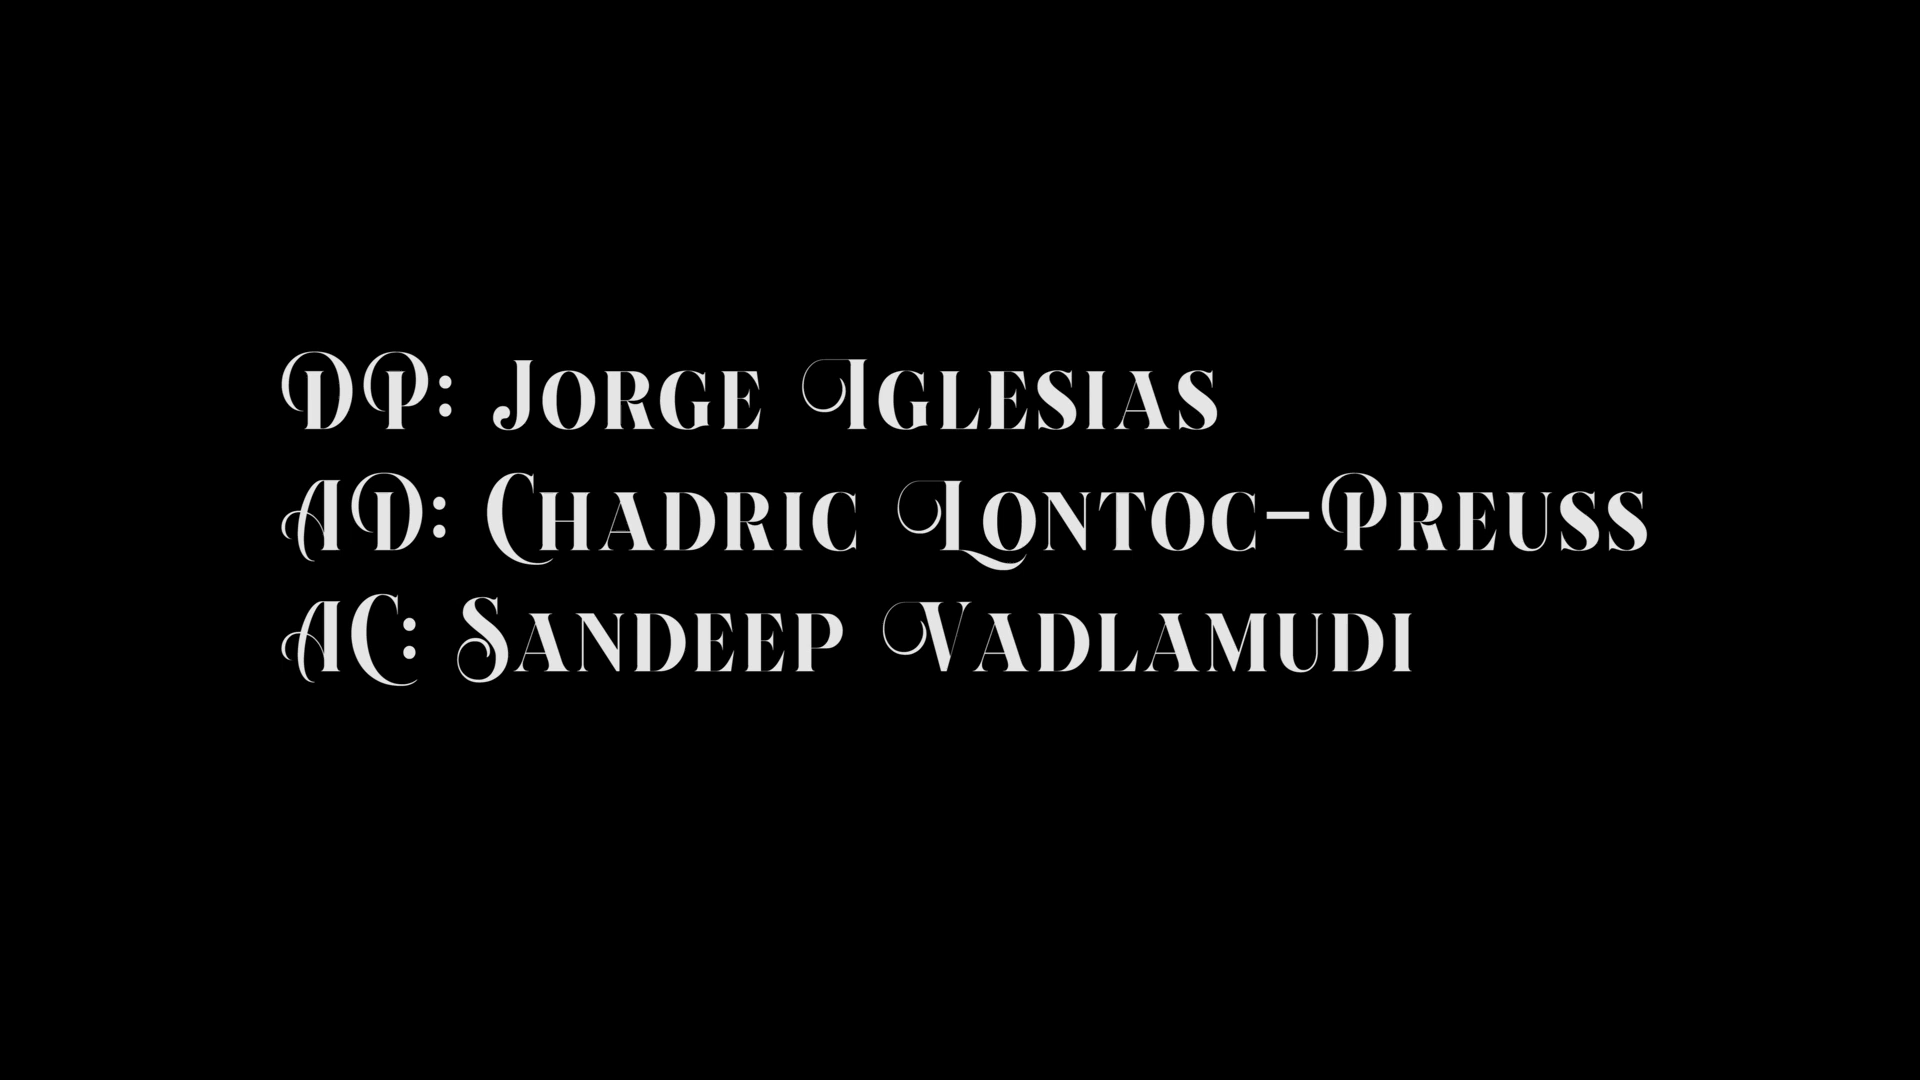 DP: Jorge Iglesias
AD: Chadric Lontoc-Preuss
AC: Sandeep Vadlamudi